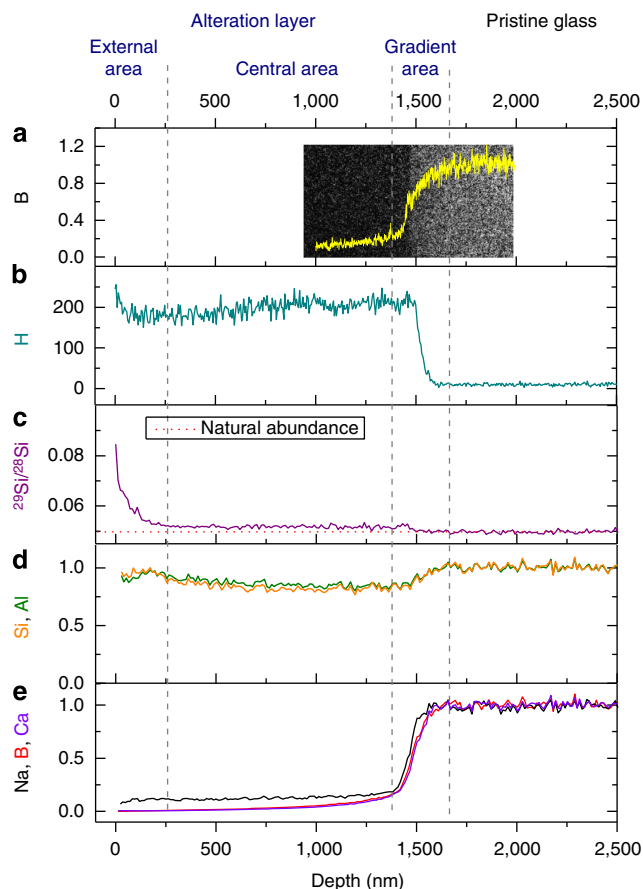 Alteration layer
Pristine glass
External area
Central area
Gradient area
0 500 1,000 1,500 2,000 2,500
a
B
1.2
0.8
0.4
0.0
b
H
200
100
0
c
29Si/28Si
Natural abundance
0.08
0.06
d
Si, Al
1.0
0.5
0.0
e
Na, B, Ca
1.0
0.5
0.0
0 500 1,000 1,500 2,000 2,500
Depth (nm)